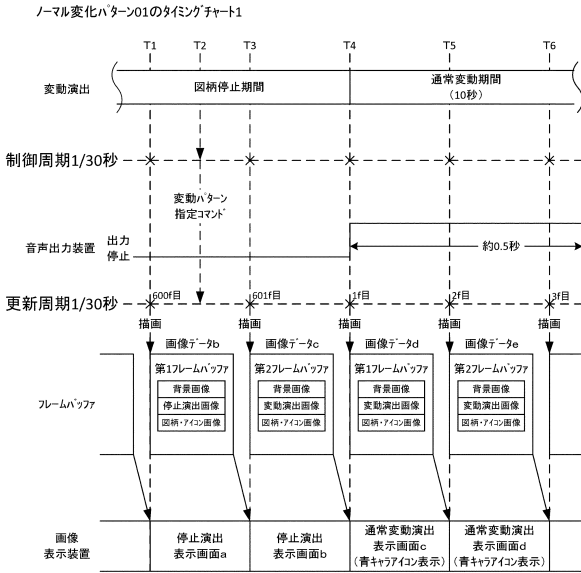 ノーマル変化パターン01のタイミングチャート1
T1 T2 T3 T4 T5 T6
変動演出
図柄停止期間
通常変動期間
(10秒)
制御周期1/30秒
変動パターン
指定コマンド
音声出力装置
出力
停止
約0.5秒
更新周期1/30秒
600f目 601f目 1f目 2f目 3f目
描画 描画 描画 描画 描画
画像データb 画像データc 画像データd 画像データe
フレームバッファ
第1フレームバッファ 第2フレームバッファ 第1フレームバッファ 第2フレームバッファ
背景画像 背景画像 背景画像 背景画像
停止演出画像 変動演出画像 変動演出画像 変動演出画像
図柄・アイコン画像 図柄・アイコン画像 図柄・アイコン画像 図柄・アイコン画像
画像
表示装置
停止演出
表示画面a
停止演出
表示画面b
通常変動演出
表示画面c
(青キャラアイコン表示)
通常変動演出
表示画面d
(青キャラアイコン表示)